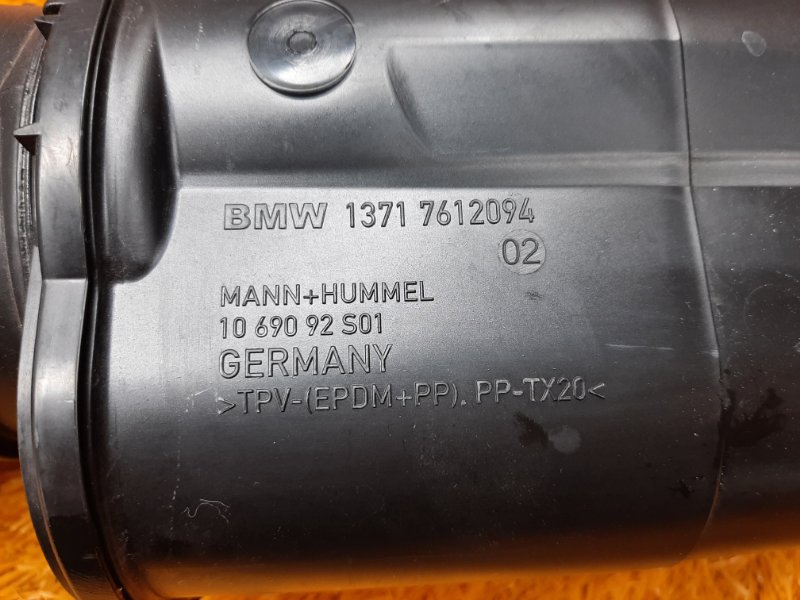 BMW 1371 7612094
02
MANN+HUMMEL
10 690 92 S01
GERMANY
>TPV-(EPDM+PP), PP-TX20<